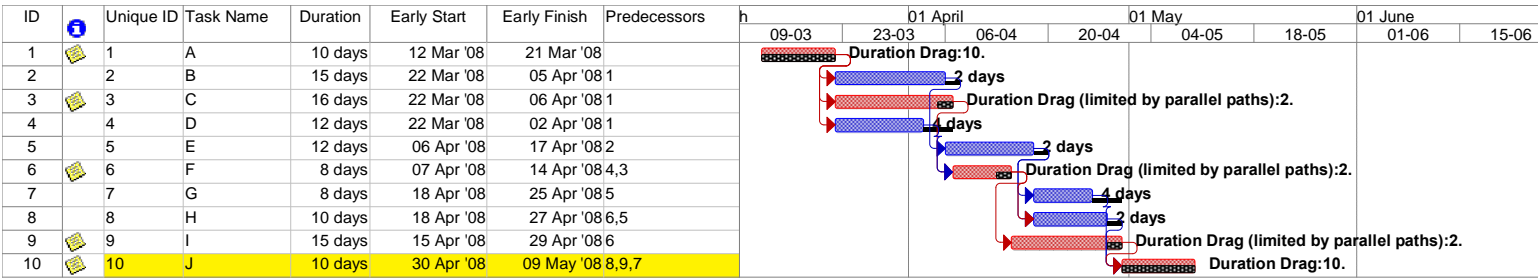 ID Unique ID Task Name Duration Early Start Early Finish Predecessors h 01 April 01 May 01 June
09-03 23-03 06-04 20-04 04-05 18-05 01-06 15-06
1 1 A 10 days 12 Mar '08 21 Mar '08 Duration Drag:10.
2 2 B 15 days 22 Mar '08 05 Apr '08 1 2 days
3 3 C 16 days 22 Mar '08 06 Apr '08 1 Duration Drag (limited by parallel paths):2.
4 4 D 12 days 22 Mar '08 02 Apr '08 1 4 days
5 5 E 12 days 06 Apr '08 17 Apr '08 2 2 days
6 6 F 8 days 07 Apr '08 14 Apr '08 4,3 Duration Drag (limited by parallel paths):2.
7 7 G 8 days 18 Apr '08 25 Apr '08 5 4 days
8 8 H 10 days 18 Apr '08 27 Apr '08 6,5 2 days
9 9 I 15 days 15 Apr '08 29 Apr '08 6 Duration Drag (limited by parallel paths):2.
10 10 J 10 days 30 Apr '08 09 May '08 8,9,7 Duration Drag:10.